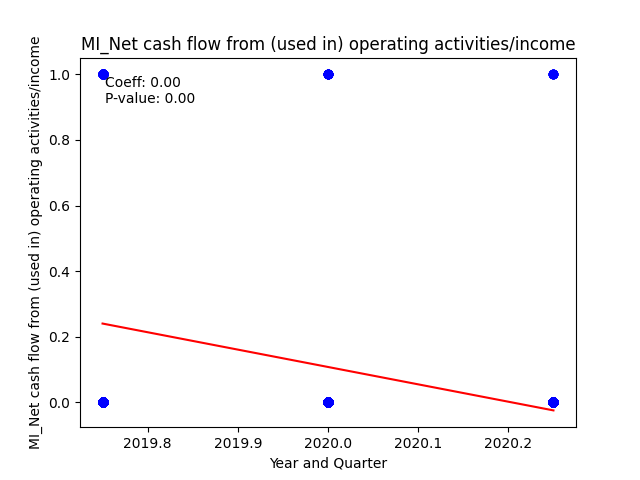 MI_Net cash flow from (used in) operating activities/income
MI_Net cash flow from (used in) operating activities/income
1.0
0.8
0.6
0.4
0.2
0.0
Coeff: 0.00
P-value: 0.00
2019.8 2019.9 2020.0 2020.1 2020.2
Year and Quarter